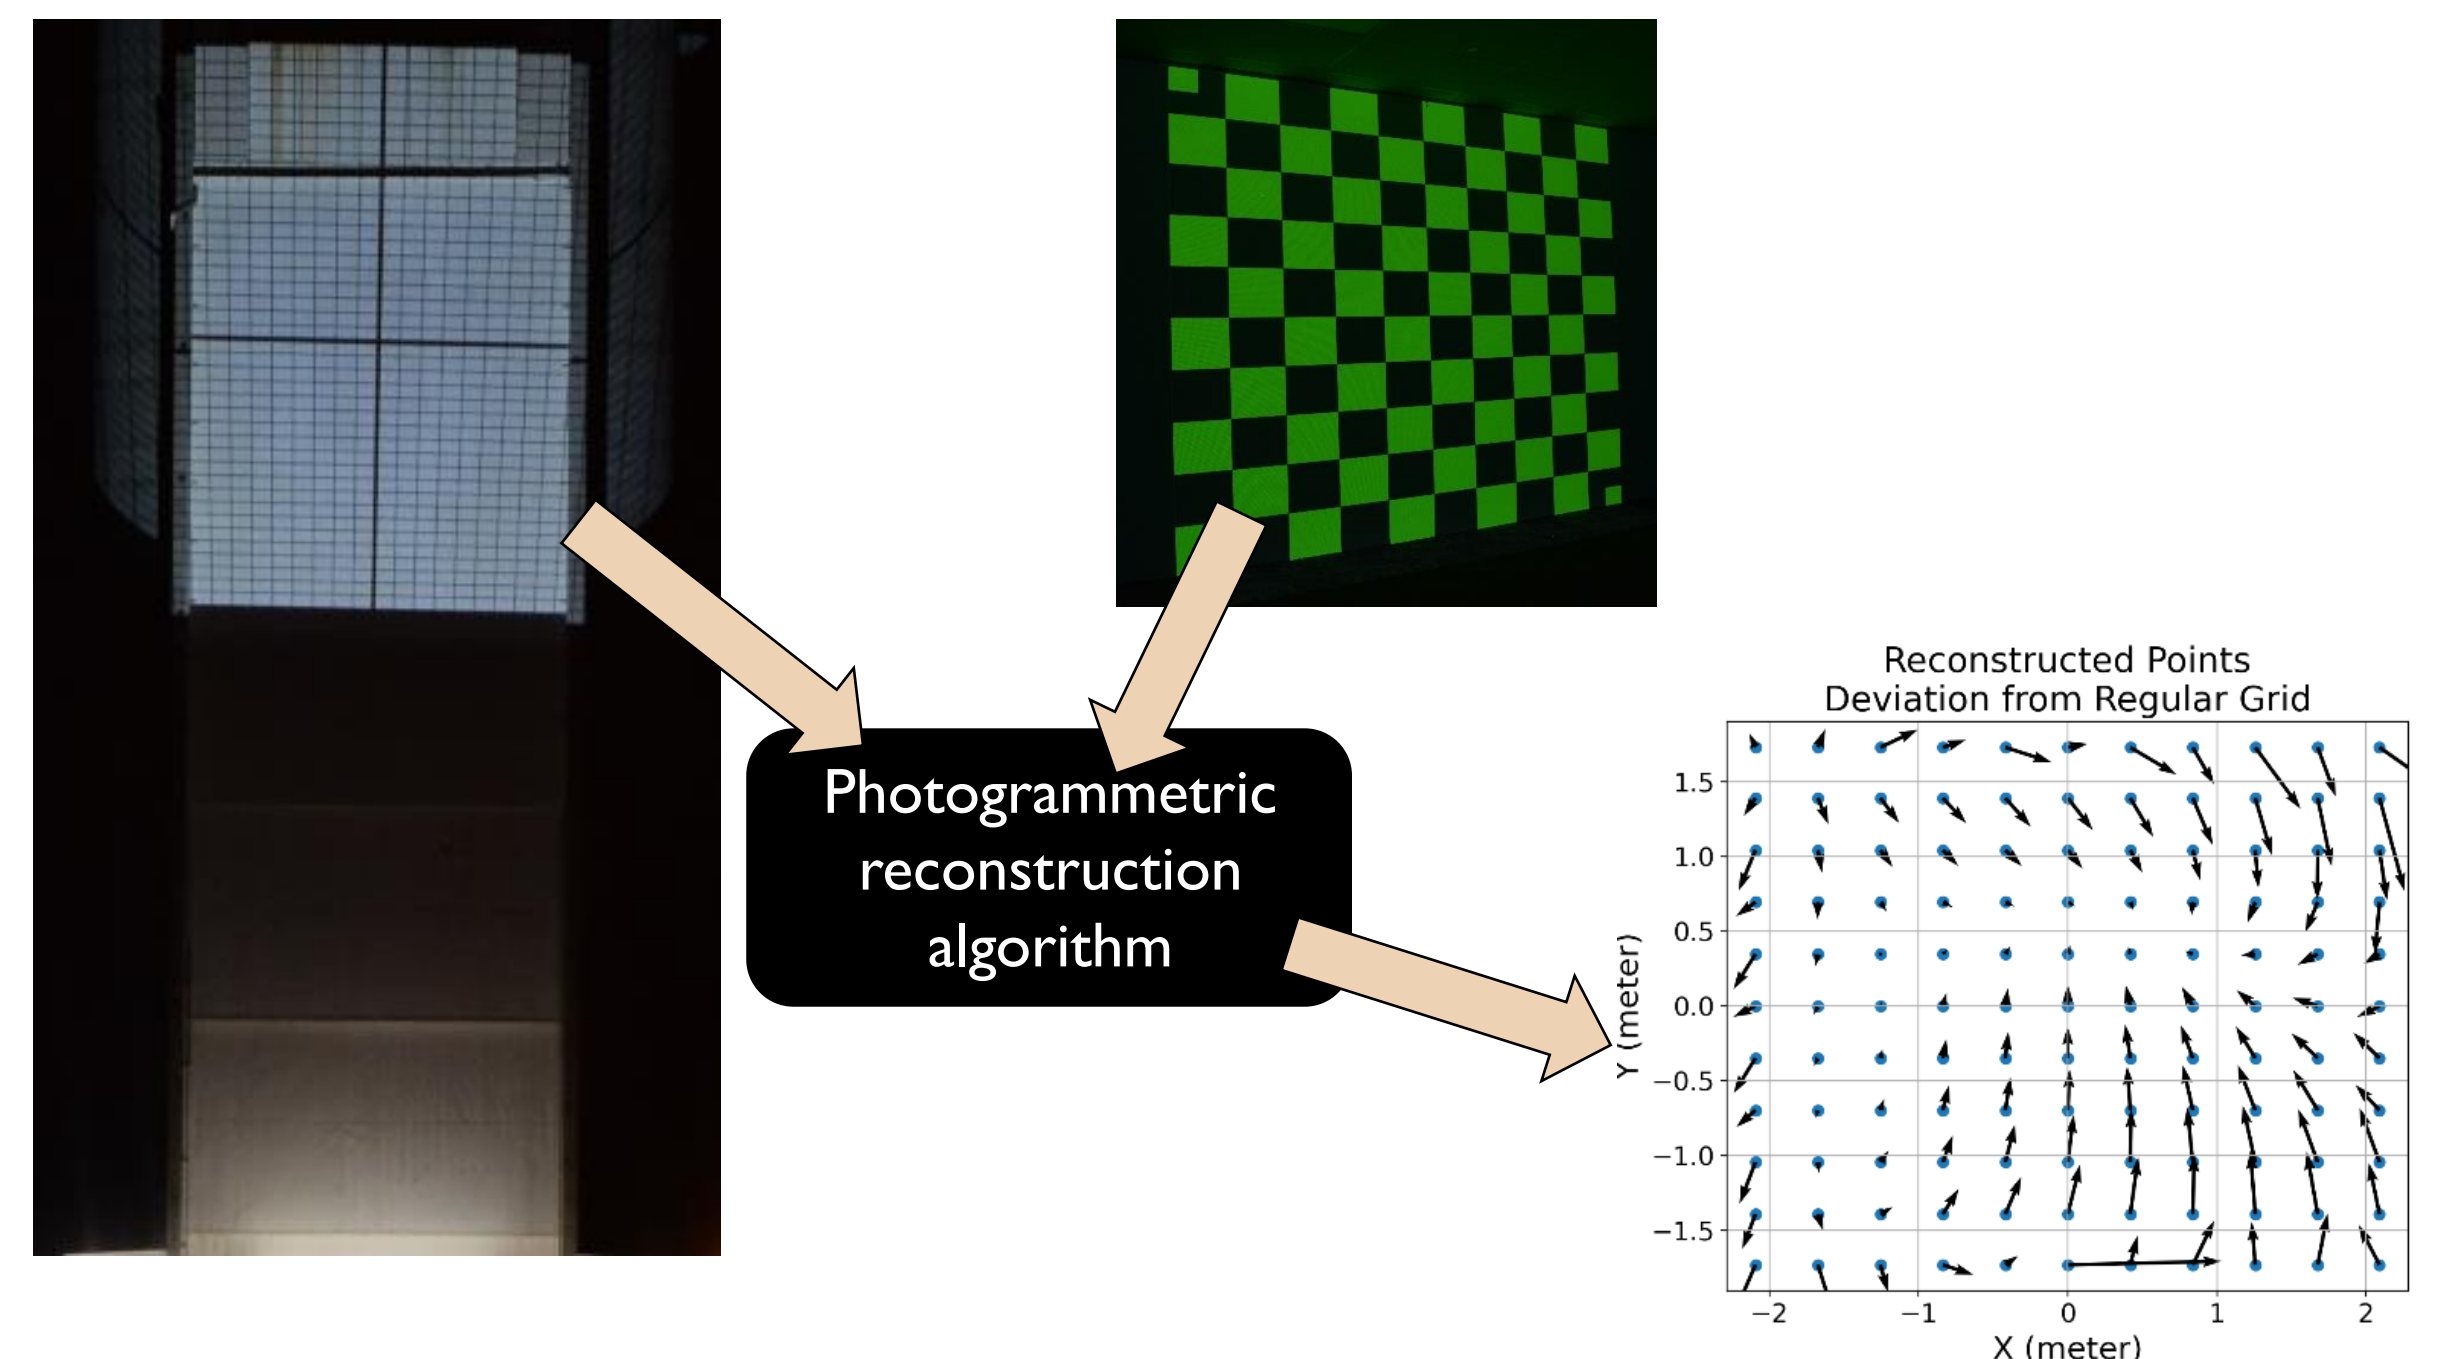 Photogrammetric
reconstruction
algorithm
Reconstructed Points
Deviation from Regular Grid
Y (meter)
1.5
1.0
0.5
0.0
−0.5
−1.0
−1.5
−2 −1 0 1 2
X (meter)